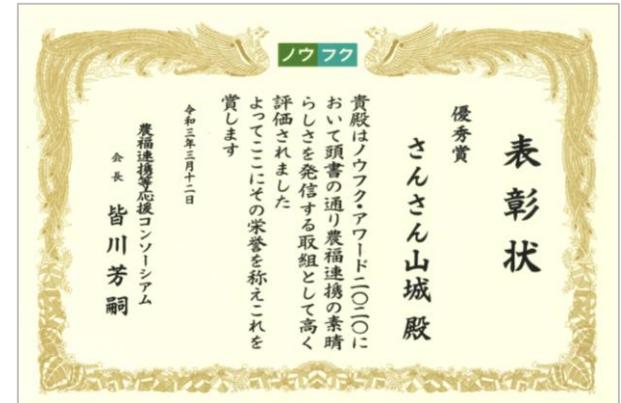 ノウフク
表彰状
優秀賞
さんさん山城 殿
貴殿はノウフク・アワード二〇二〇に
おいて頭書の通り農福連携の素晴
らしさを発信する取組として高く
評価されました
よってここにその栄誉を称えこれを
賞します
令和三年三月十二日
農福連携等応援コンソーシアム
会長 皆川芳嗣